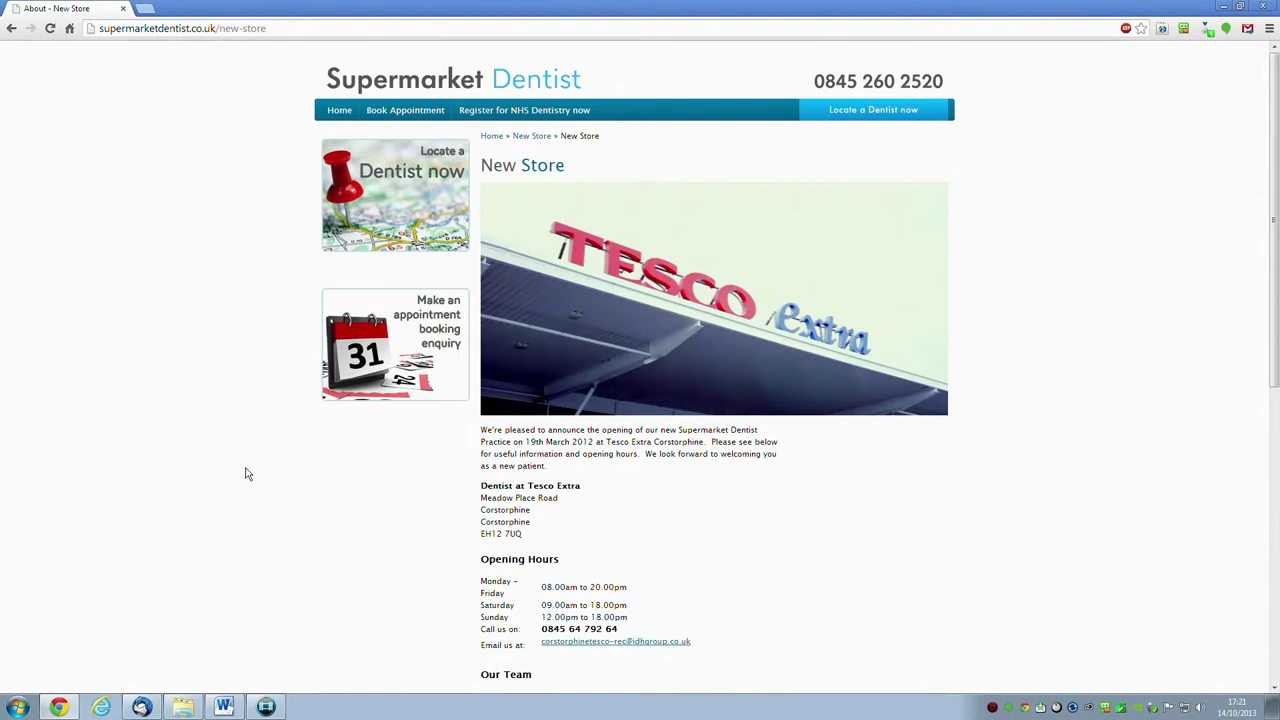 About - New Store
supermarketdentist.co.uk/new-store
Supermarket Dentist
0845 260 2520
Home
Book Appointment
Register for NHS Dentistry now
Locate a Dentist now
Locate a
Dentist now
Make an
appointment
booking
enquiry
31
24
Home » New Store » New Store
New Store
TESCO extra
We're pleased to announce the opening of our new Supermarket Dentist
Practice on 19th March 2012 at Tesco Extra Corstorphine. Please see below
for useful information and opening hours. We look forward to welcoming you
as a new patient.
Dentist at Tesco Extra
Meadow Place Road
Corstorphine
Corstorphine
EH12 7UQ
Opening Hours
Monday –
Friday
08.00am to 20.00pm
Saturday 09.00am to 18.00pm
Sunday 12.00pm to 18.00pm
Call us on: 0845 64 792 64
Email us at: corstorphinetesco-rec@idhgroup.co.uk
Our Team
17:21
14/10/2013